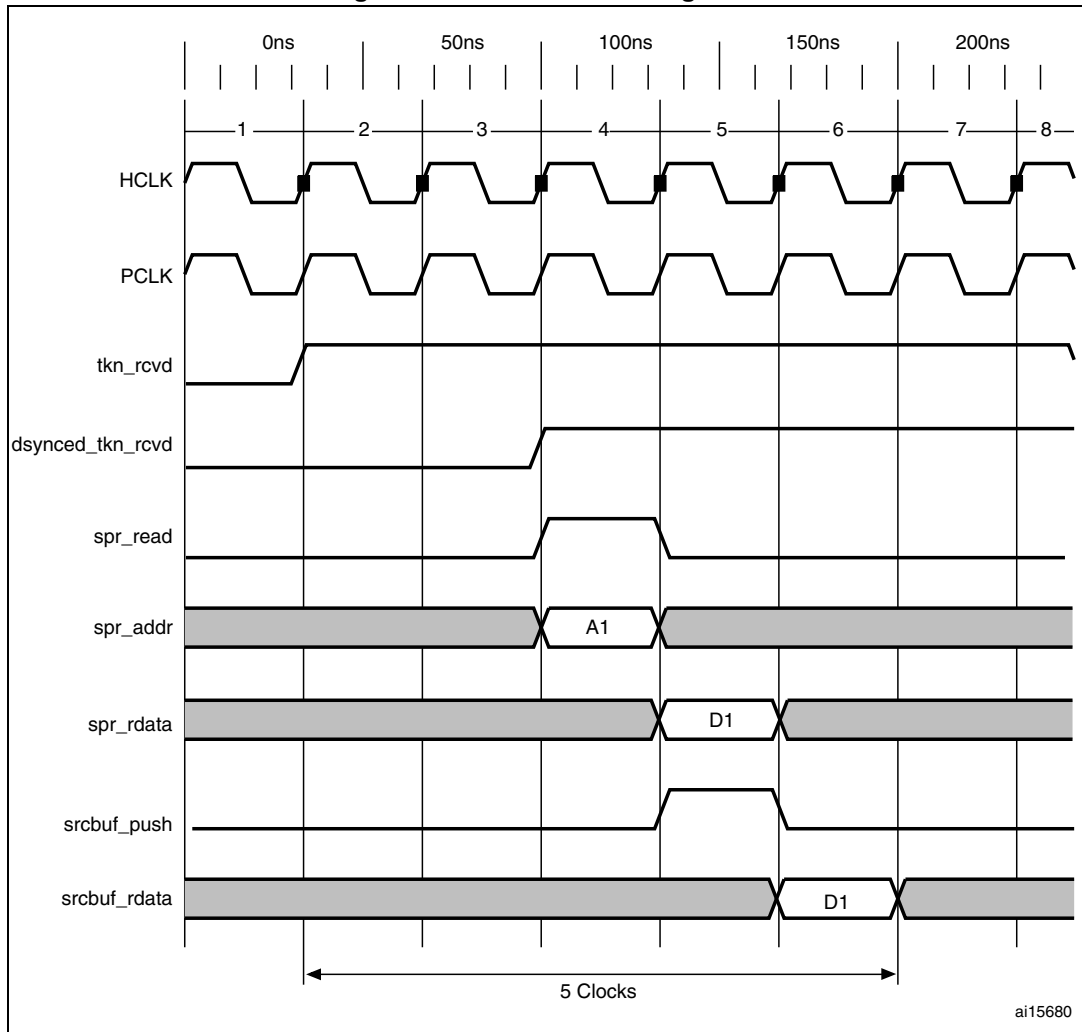 0ns 50ns 100ns 150ns 200ns
1 2 3 4 5 6 7 8
HCLK
PCLK
tkn_rcvd
dsynced_tkn_rcvd
spr_read
spr_addr A1
spr_rdata D1
srcbuf_push
srcbuf_rdata D1
5 Clocks
ai15680